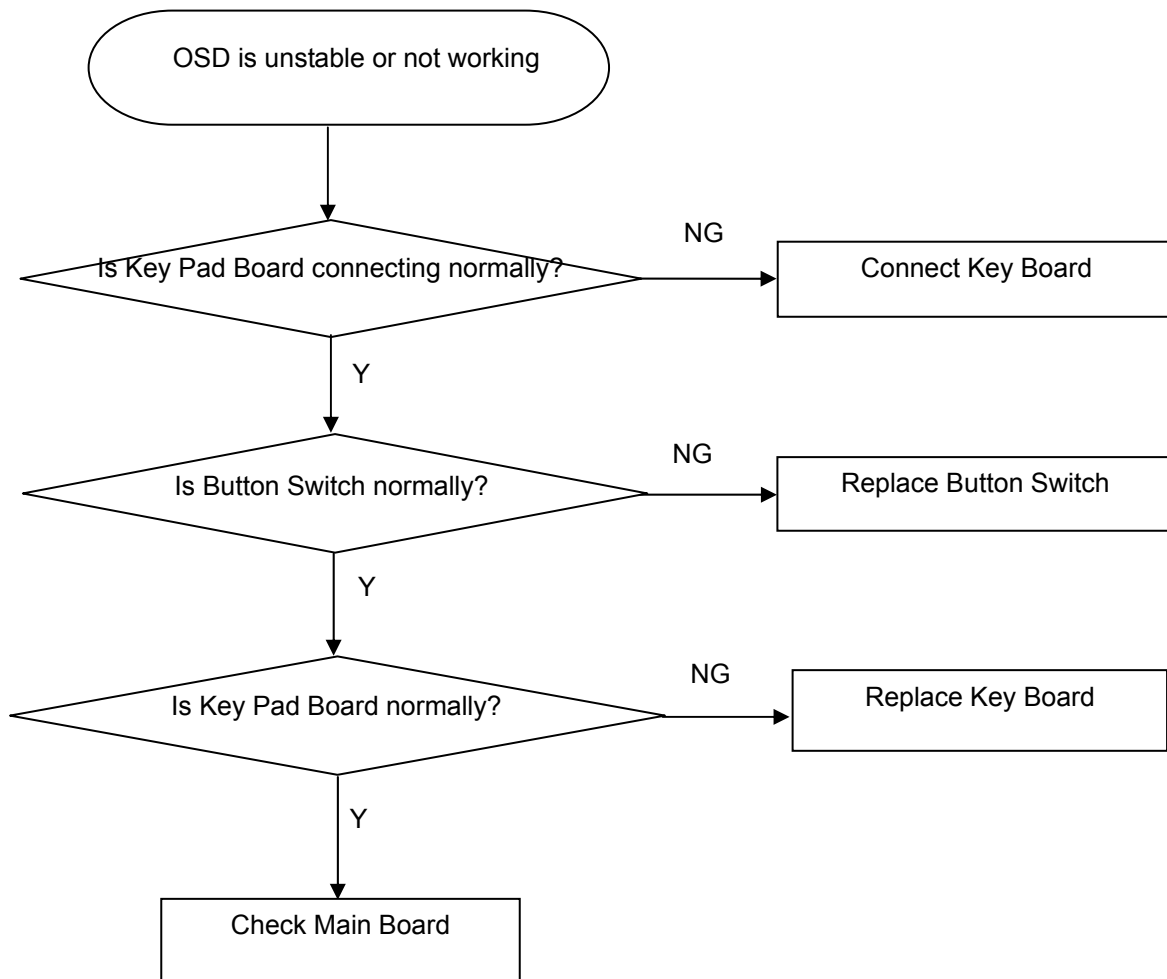 OSD is unstable or not working
NG
Is Key Pad Board connecting normally?
Connect Key Board
Y
NG
Is Button Switch normally?
Replace Button Switch
Y
NG
Is Key Pad Board normally?
Replace Key Board
Y
Check Main Board